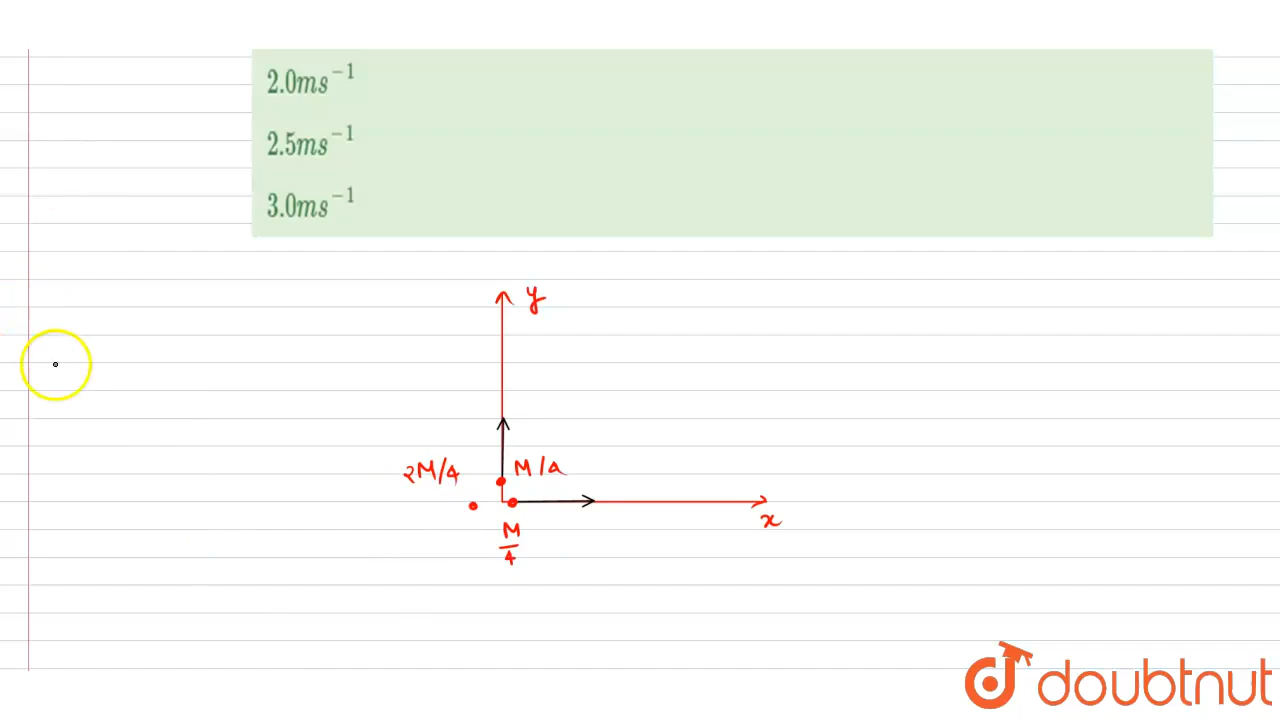 2.0ms⁻¹
2.5ms⁻¹
3.0ms⁻¹
y
2M/4 M/4
x
M/4
doubtnut